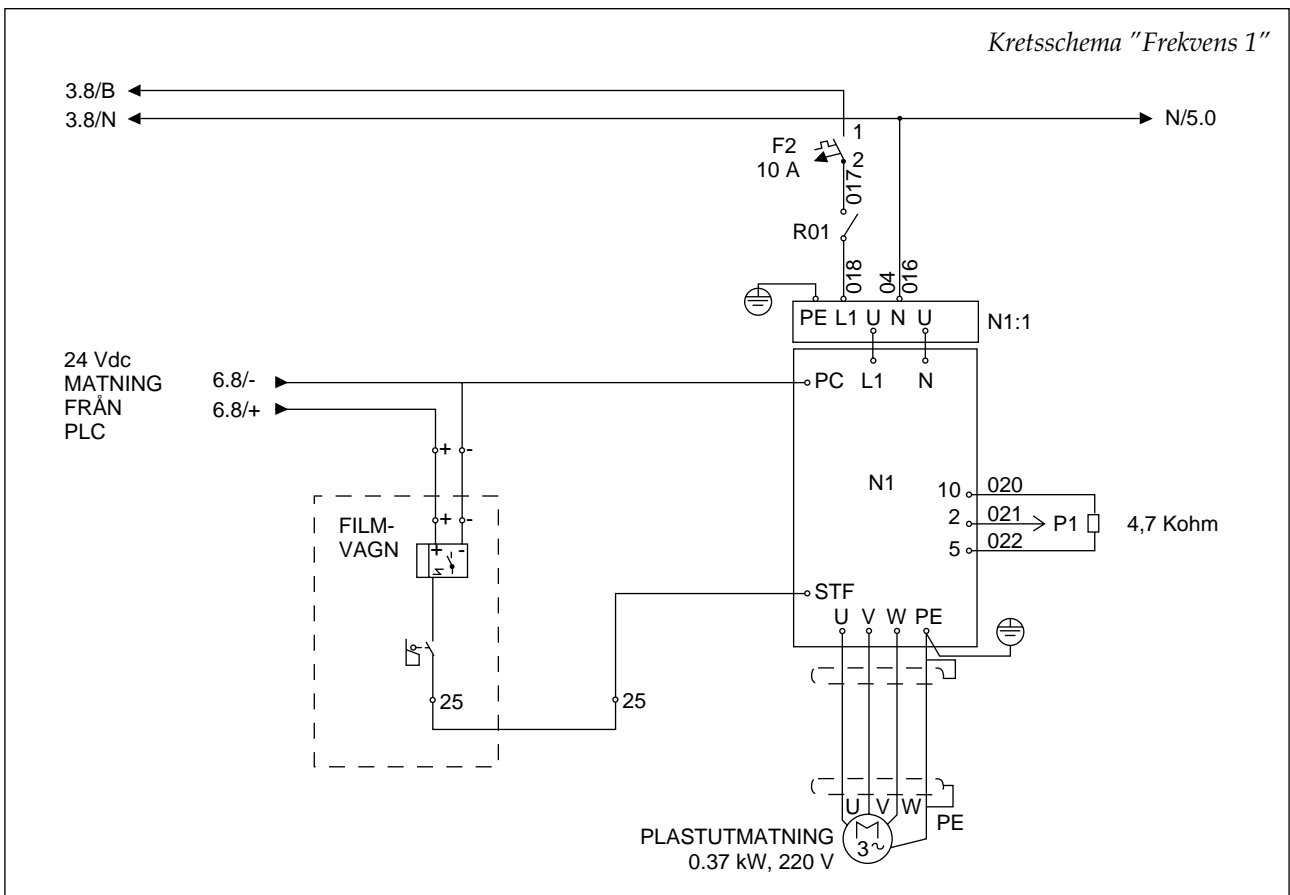 Kretsschema "Frekvens 1"
3.8/B
3.8/N
N/5.0
F2
10 A
1
2
017
R01
018
04
016
PE L1 U N U
N1:1
24 Vdc
MATNING
FRÅN
PLC
6.8/-
6.8/+
PC L1 N
+ -
N1
10 020
2 021 P1 4,7 Kohm
5 022
+ -
FILM-
VAGN
+ -
STF
U V W PE
25
25
U V W
PE
PLASTUTMATNING
0.37 kW, 220 V
M
3~